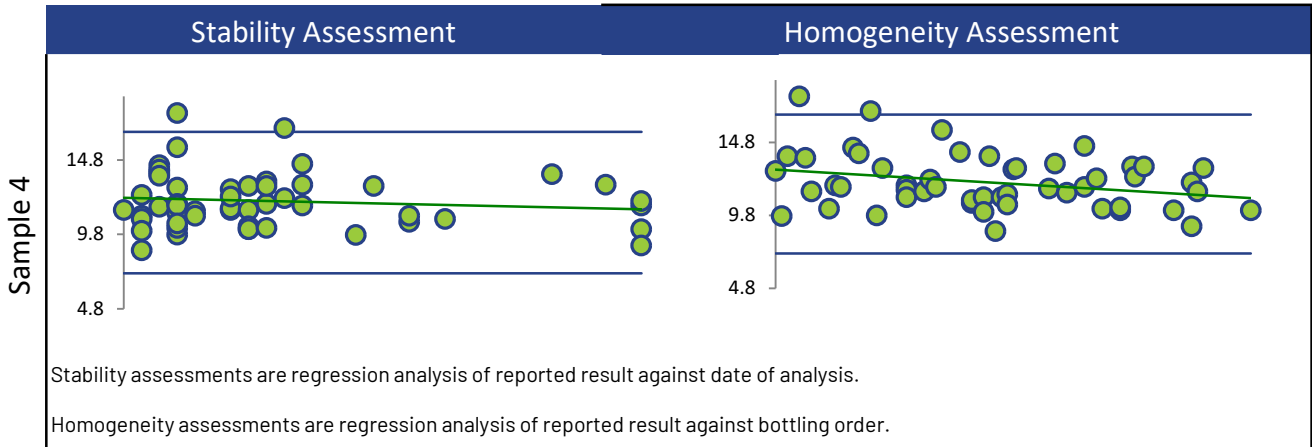 Stability Assessment
Homogeneity Assessment
Sample 4
14.8
9.8
4.8
14.8
9.8
4.8
Stability assessments are regression analysis of reported result against date of analysis.
Homogeneity assessments are regression analysis of reported result against bottling order.